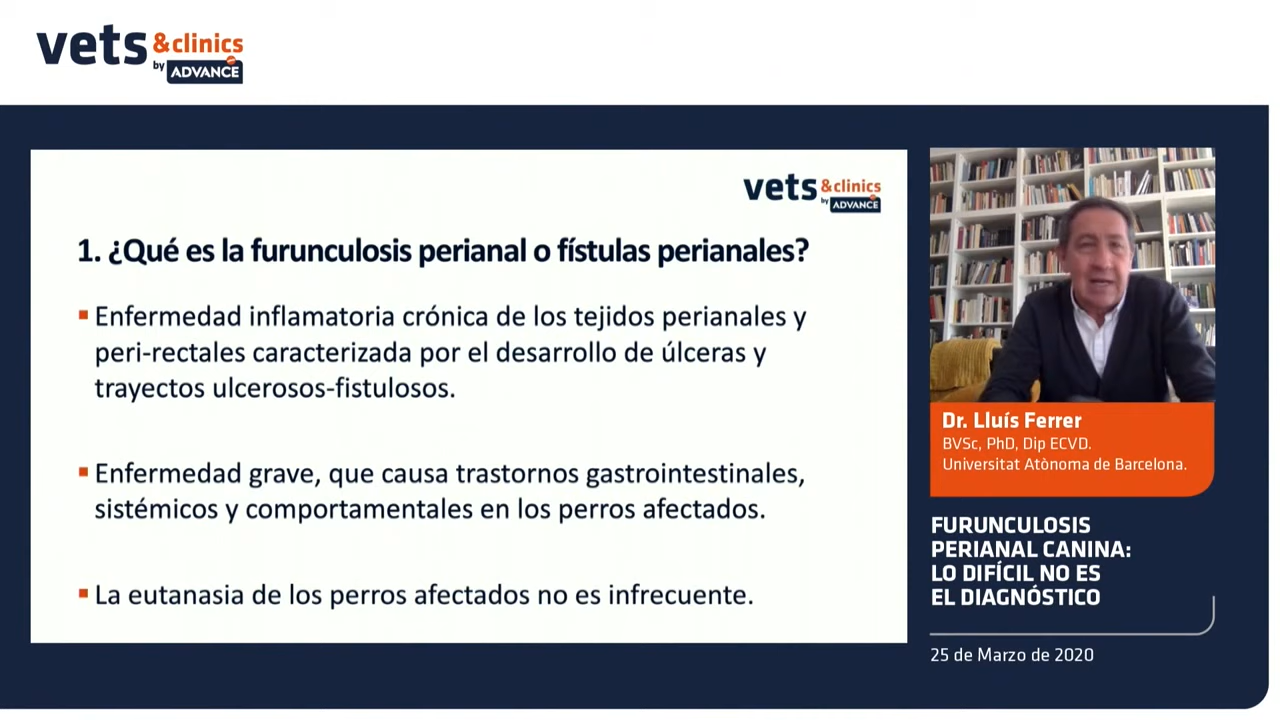 vets &clinics
by ADVANCE
vets &clinics
by ADVANCE
1. ¿Qué es la furunculosis perianal o fístulas perianales?
▪ Enfermedad inflamatoria crónica de los tejidos perianales y
peri-rectales caracterizada por el desarrollo de úlceras y
trayectos ulcerosos-fistulosos.
▪ Enfermedad grave, que causa trastornos gastrointestinales,
sistémicos y comportamentales en los perros afectados.
▪ La eutanasia de los perros afectados no es infrecuente.
Dr. Lluís Ferrer
BVSc, PhD, Dip ECVD.
Universitat Autònoma de Barcelona.
FURUNCULOSIS
PERIANAL CANINA:
LO DIFÍCIL NO ES
EL DIAGNÓSTICO
25 de Marzo de 2020